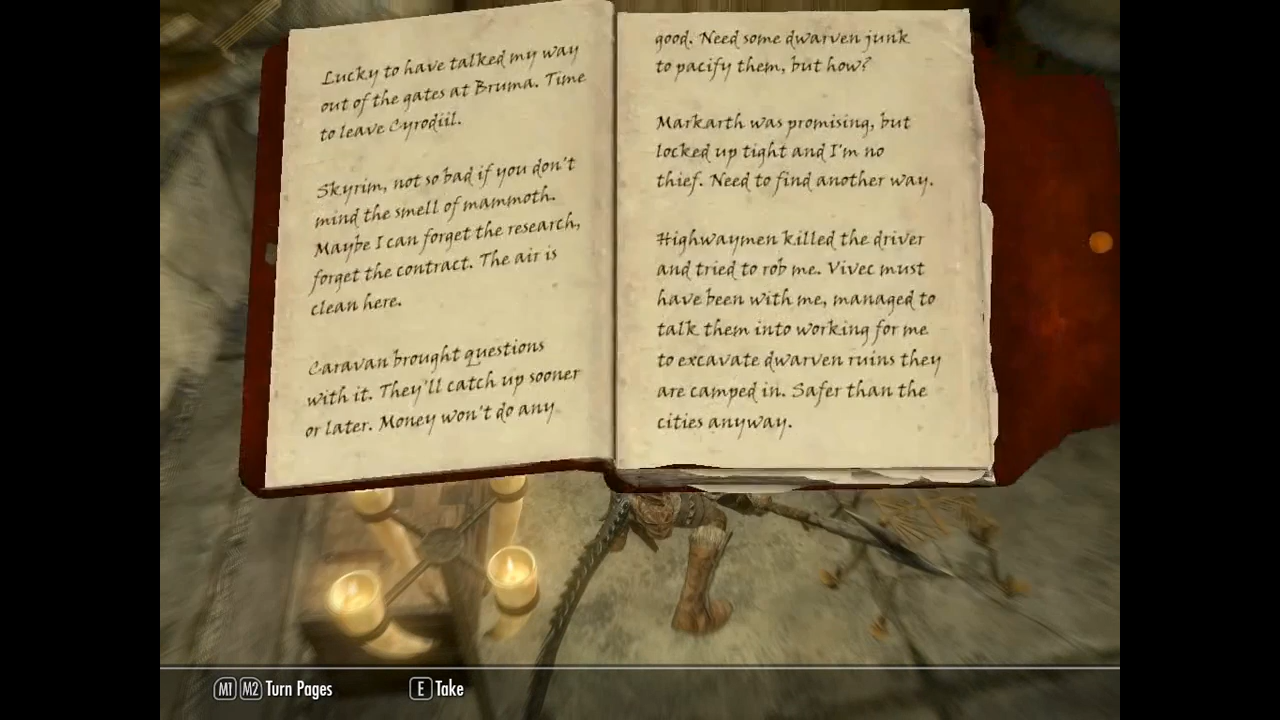 Lucky to have talked my way
out of the gates at Bruma. Time
to leave Cyrodiil.
Skyrim, not so bad if you don't
mind the smell of mammoth.
Maybe I can forget the research,
forget the contract. The air is
clean here.
Caravan brought questions
with it. They'll catch up sooner
or later. Money won't do any
good. Need some dwarven junk
to pacify them, but how?
Markarth was promising, but
locked up tight and I'm no
thief. Need to find another way.
Highwaymen killed the driver
and tried to rob me. Vivec must
have been with me, managed to
talk them into working for me
to excavate dwarven ruins they
are camped in. Safer than the
cities anyway.
M1 M2 Turn Pages E Take